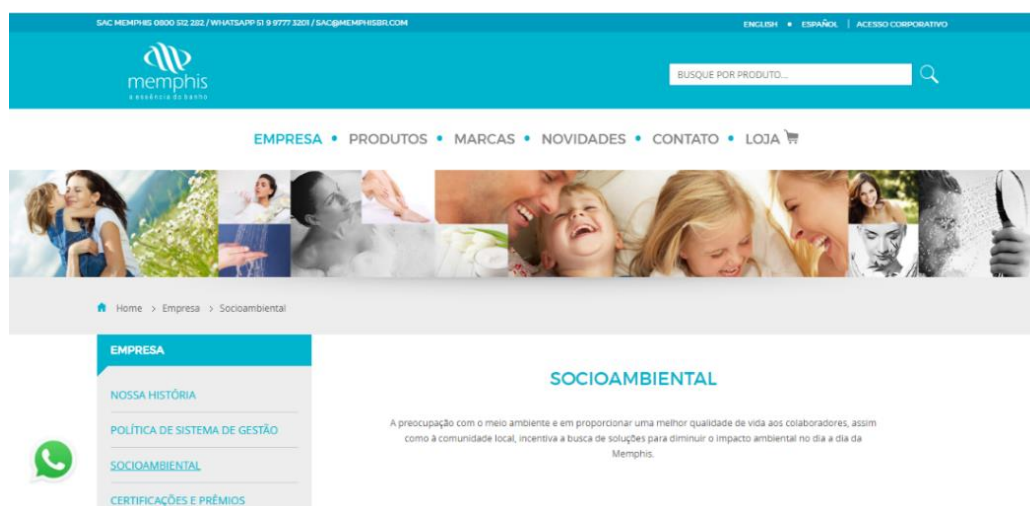 SAC MEMPHIS 0800 512 282 / WHATSAPP 51 9 9777 3201 / SAC@MEMPHISBR.COM
ENGLISH • ESPAÑOL | ACESSO CORPORATIVO
memphis
a essência do banho
BUSQUE POR PRODUTO...
EMPRESA • PRODUTOS • MARCAS • NOVIDADES • CONTATO • LOJA
Home > Empresa > Socioambiental
EMPRESA
NOSSA HISTÓRIA
POLÍTICA DE SISTEMA DE GESTÃO
SOCIOAMBIENTAL
CERTIFICAÇÕES E PRÊMIOS
SOCIOAMBIENTAL
A preocupação com o meio ambiente e em proporcionar uma melhor qualidade de vida aos colaboradores, assim
como à comunidade local, incentiva a busca de soluções para diminuir o impacto ambiental no dia a dia da
Memphis.